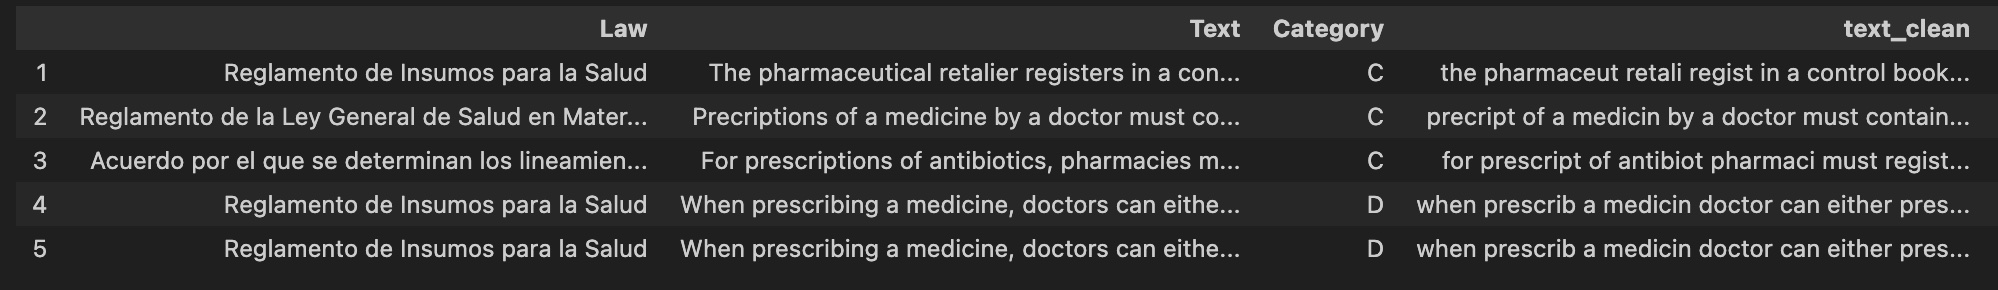 Law Text Category text_clean
1 Reglamento de Insumos para la Salud The pharmaceutical retalier registers in a con... C the pharmaceut retali regist in a control book...
2 Reglamento de la Ley General de Salud en Mater... Precriptions of a medicine by a doctor must co... C precript of a medicin by a doctor must contain...
3 Acuerdo por el que se determinan los lineamien... For prescriptions of antibiotics, pharmacies m... C for prescript of antibiot pharmaci must regist...
4 Reglamento de Insumos para la Salud When prescribing a medicine, doctors can eithe... D when prescrib a medicin doctor can either pres...
5 Reglamento de Insumos para la Salud When prescribing a medicine, doctors can eithe... D when prescrib a medicin doctor can either pres...